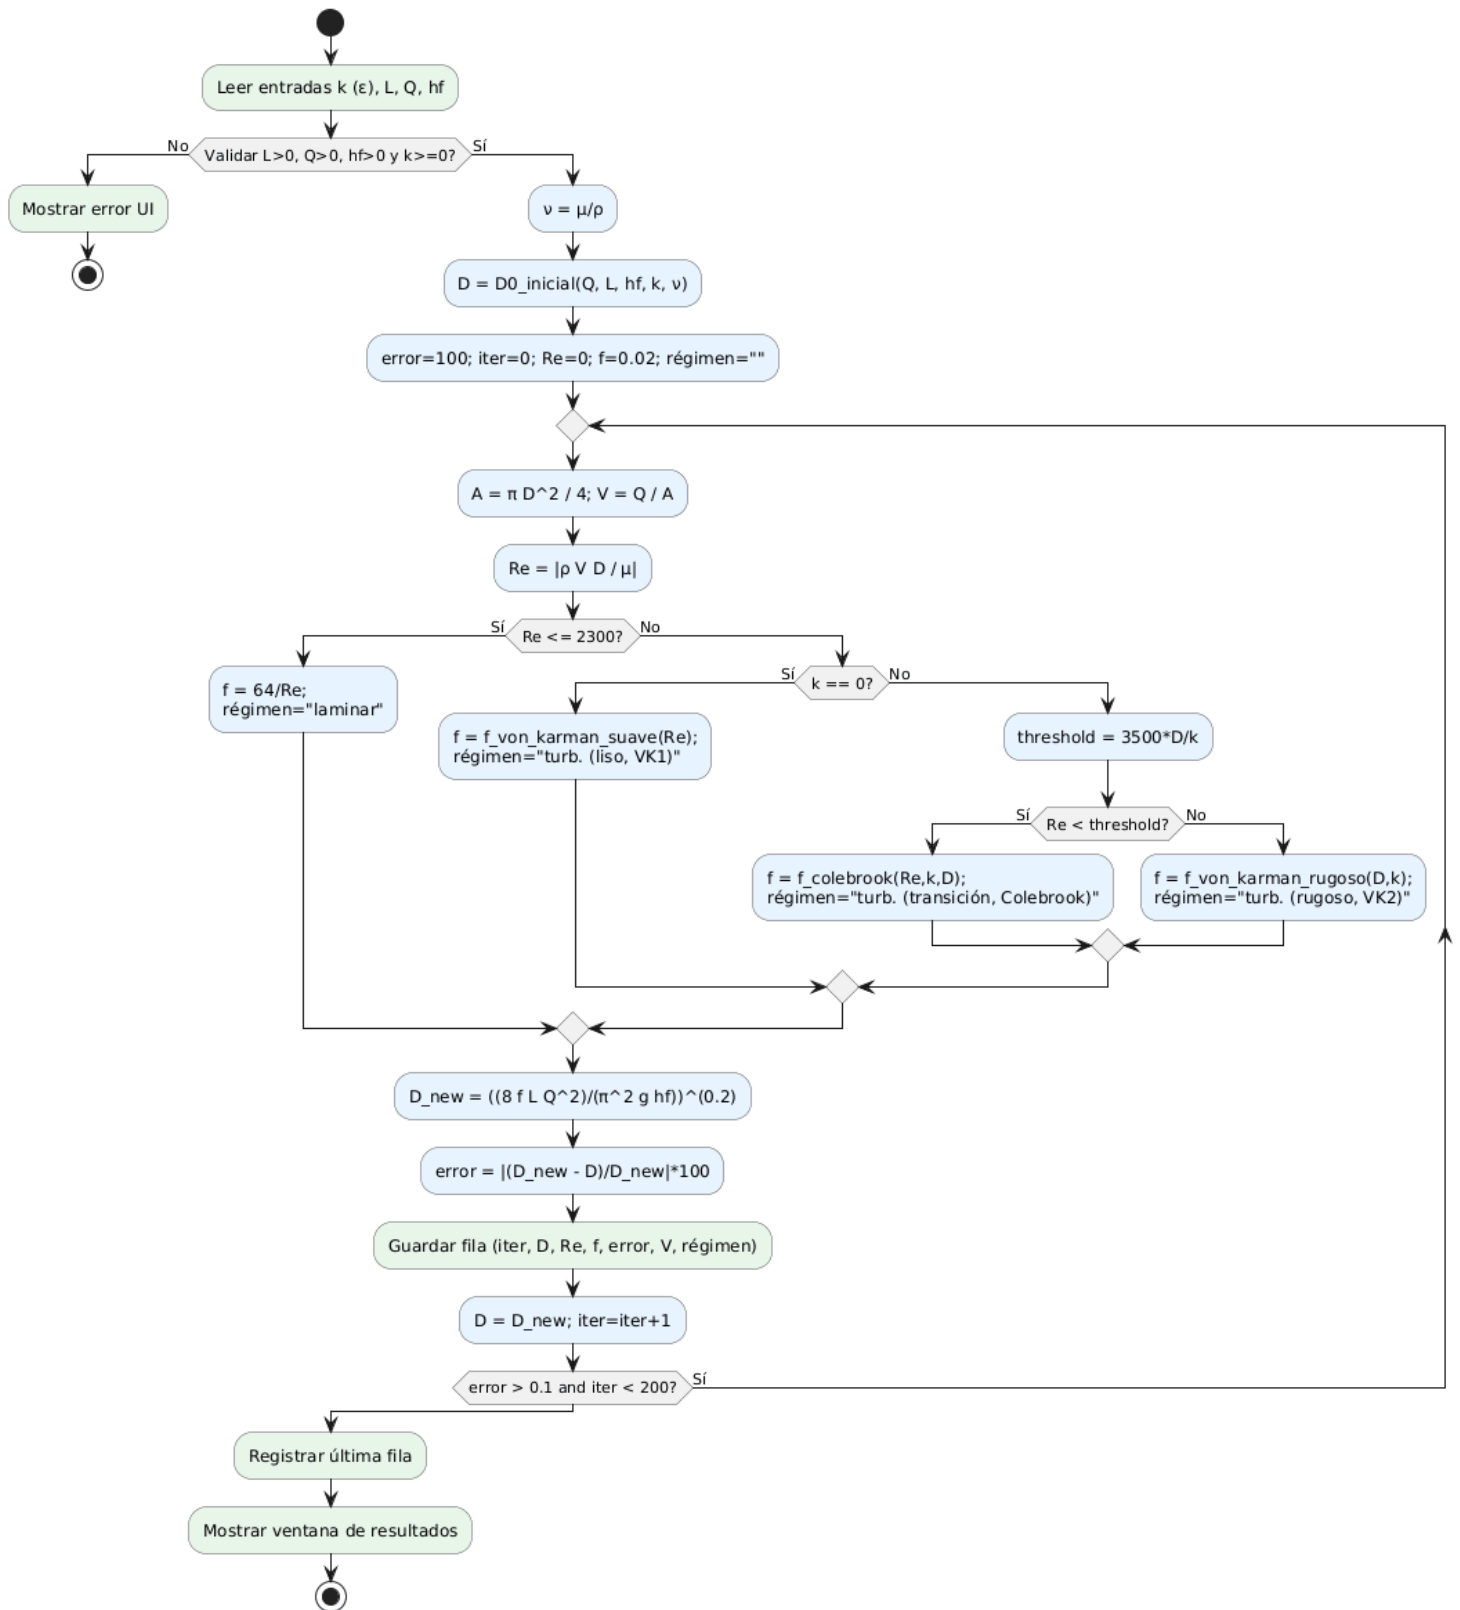 Leer entradas k (ε), L, Q, hf
No
Validar L>0, Q>0, hf>0 y k>=0?
Sí
Mostrar error UI
ν = μ/ρ
D = D0_inicial(Q, L, hf, k, ν)
error=100; iter=0; Re=0; f=0.02; régimen=""
A = π D^2 / 4; V = Q / A
Re = |ρ V D / μ|
Sí
Re <= 2300?
No
f = 64/Re;
régimen="laminar"
Sí
k == 0?
No
f = f_von_karman_suave(Re);
régimen="turb. (liso, VK1)"
threshold = 3500*D/k
Sí
Re < threshold?
No
f = f_colebrook(Re,k,D);
régimen="turb. (transición, Colebrook)"
f = f_von_karman_rugoso(D,k);
régimen="turb. (rugoso, VK2)"
D_new = ((8 f L Q^2)/(π^2 g hf))^(0.2)
error = |(D_new - D)/D_new|*100
Guardar fila (iter, D, Re, f, error, V, régimen)
D = D_new; iter=iter+1
error > 0.1 and iter < 200?
Sí
Registrar última fila
Mostrar ventana de resultados